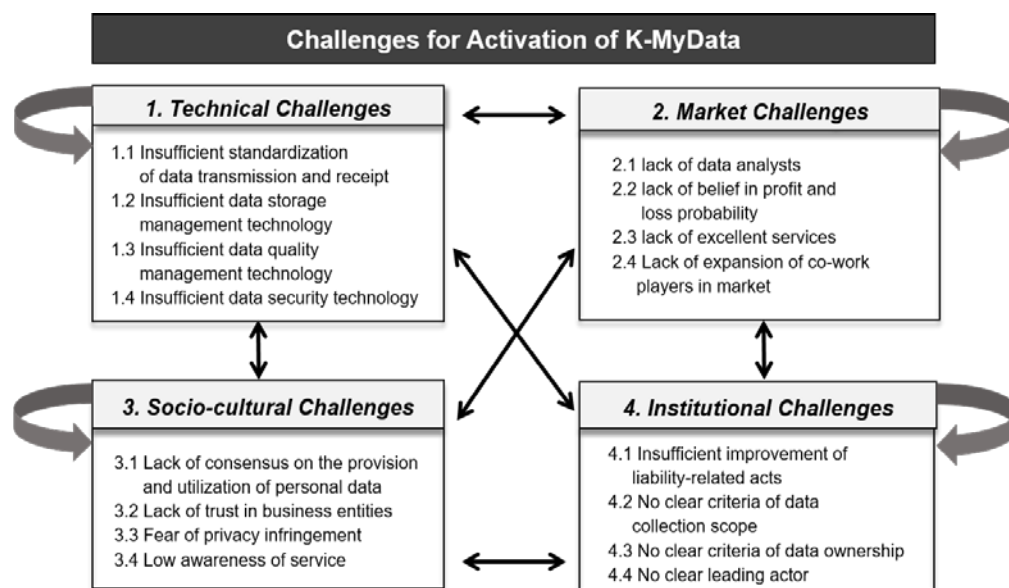 Challenges for Activation of K-MyData
1. Technical Challenges
1.1 Insufficient standardization
of data transmission and receipt
1.2 Insufficient data storage
management technology
1.3 Insufficient data quality
management technology
1.4 Insufficient data security technology
2. Market Challenges
2.1 lack of data analysts
2.2 lack of belief in profit and
loss probability
2.3 lack of excellent services
2.4 Lack of expansion of co-work
players in market
3. Socio-cultural Challenges
3.1 Lack of consensus on the provision
and utilization of personal data
3.2 Lack of trust in business entities
3.3 Fear of privacy infringement
3.4 Low awareness of service
4. Institutional Challenges
4.1 Insufficient improvement of
liability-related acts
4.2 No clear criteria of data
collection scope
4.3 No clear criteria of data ownership
4.4 No clear leading actor